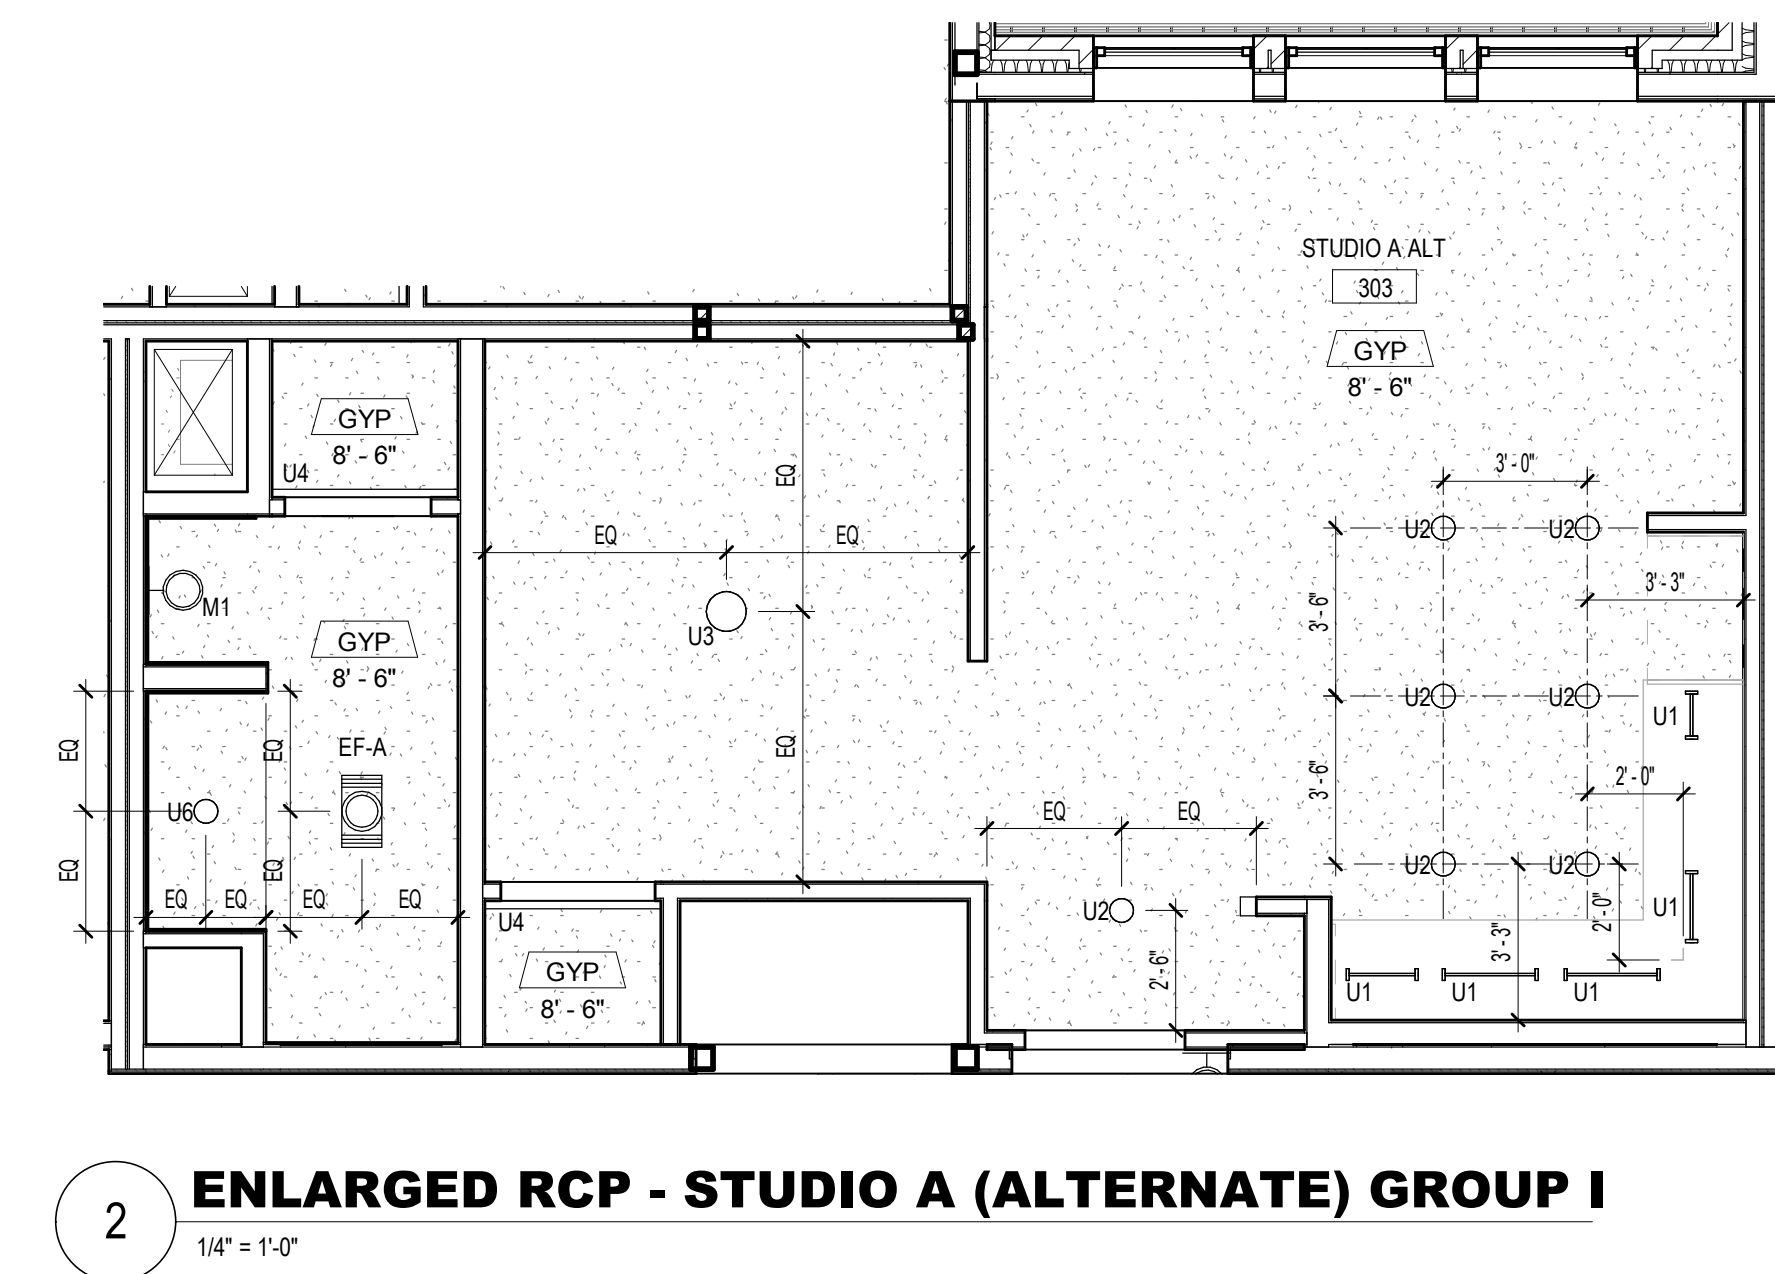 STUDIO A ALT
303
GYP
8' - 6"
GYP
8' - 6"
U4
3' - 0"
EQ
U2
U2
EQ
EQ
3' - 3"
M1
3' - 6"
U3
GYP
8' - 6"
U2
U2
U1
EQ
EQ
EF-A
EQ
3' - 6"
2' - 0"
U6
EQ
EQ
EQ
EQ
U2
U2
EQ
EQ
EQ
EQ
U4
U2
2' - 0"
U1
3' - 3"
GYP
8' - 6"
2' - 6"
U1
U1
U1
2
ENLARGED RCP - STUDIO A (ALTERNATE) GROUP I
1/4" = 1'-0"